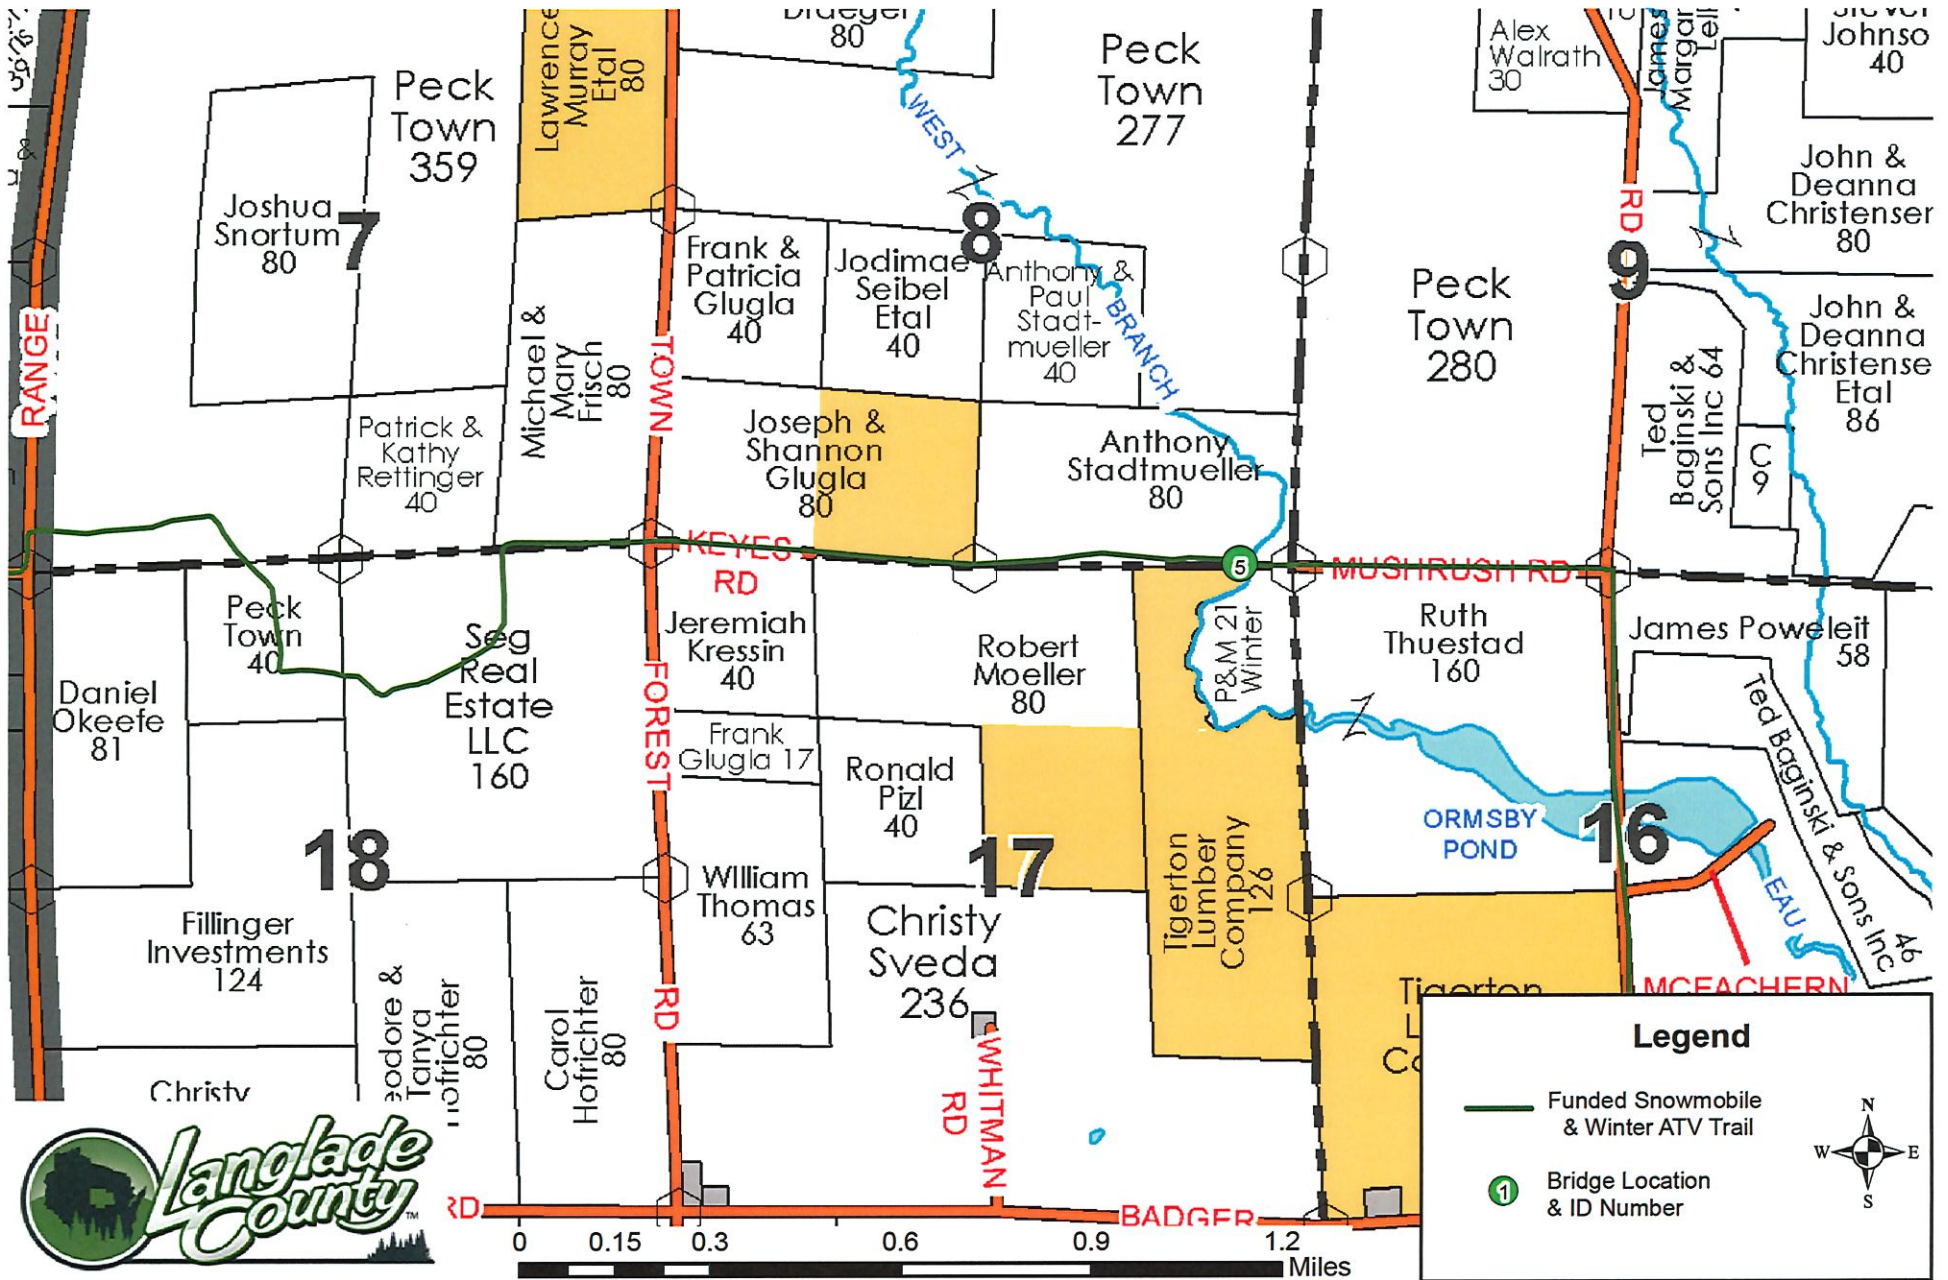 80
Alex
Walrath
30
James
Johnso
40
Lawrence
Murray
Etal
80
Peck
Town
359
Peck
Town
277
WEST
Joshua
Snortum
80
7
8
RD
9
John &
Deanna
Christenser
80
Frank &
Patricia
Glugla
40
Jodimae
Seibel
Etal
40
Anthony &
Paul
Stadt-
mueller
40
BRANCH
Peck
Town
280
John &
Deanna
Christense
Etal
86
RANGE
Michael &
Mary
Frisch
80
TOWN
Ted
Baginski &
Sons Inc 64
C
9
Patrick &
Kathy
Rettinger
40
Joseph &
Shannon
Glugla
80
Anthony
Stadtmueller
80
KEYES
RD
5
MUSHRUSH RD
Peck
Town
40
Seg
Real
Estate
LLC
160
Jeremiah
Kressin
40
Robert
Moeller
80
P&M 21
Winter
Ruth
Thuestad
160
James Poweleit
58
Daniel
Okeefe
81
FOREST
Frank
Glugla 17
Ronald
Pizl
40
Ted Baginski & Sons Inc
46
ORMSBY
POND
16
18
17
Tigerton
Lumber
Company
126
WIlliam
Thomas
63
EAU
Fillinger
Investments
124
Christy
Sveda
236
RD
MCEACHERN
Tigerton
Christy
eodore &
Tanya
Hofrichter
80
Carol
Hofrichter
80
WHITMAN
RD
RD
BADGER
Langlade
County
TM
0 0.15 0.3 0.6 0.9 1.2
Miles
Legend
Funded Snowmobile
& Winter ATV Trail
1
Bridge Location
& ID Number
N
W E
S